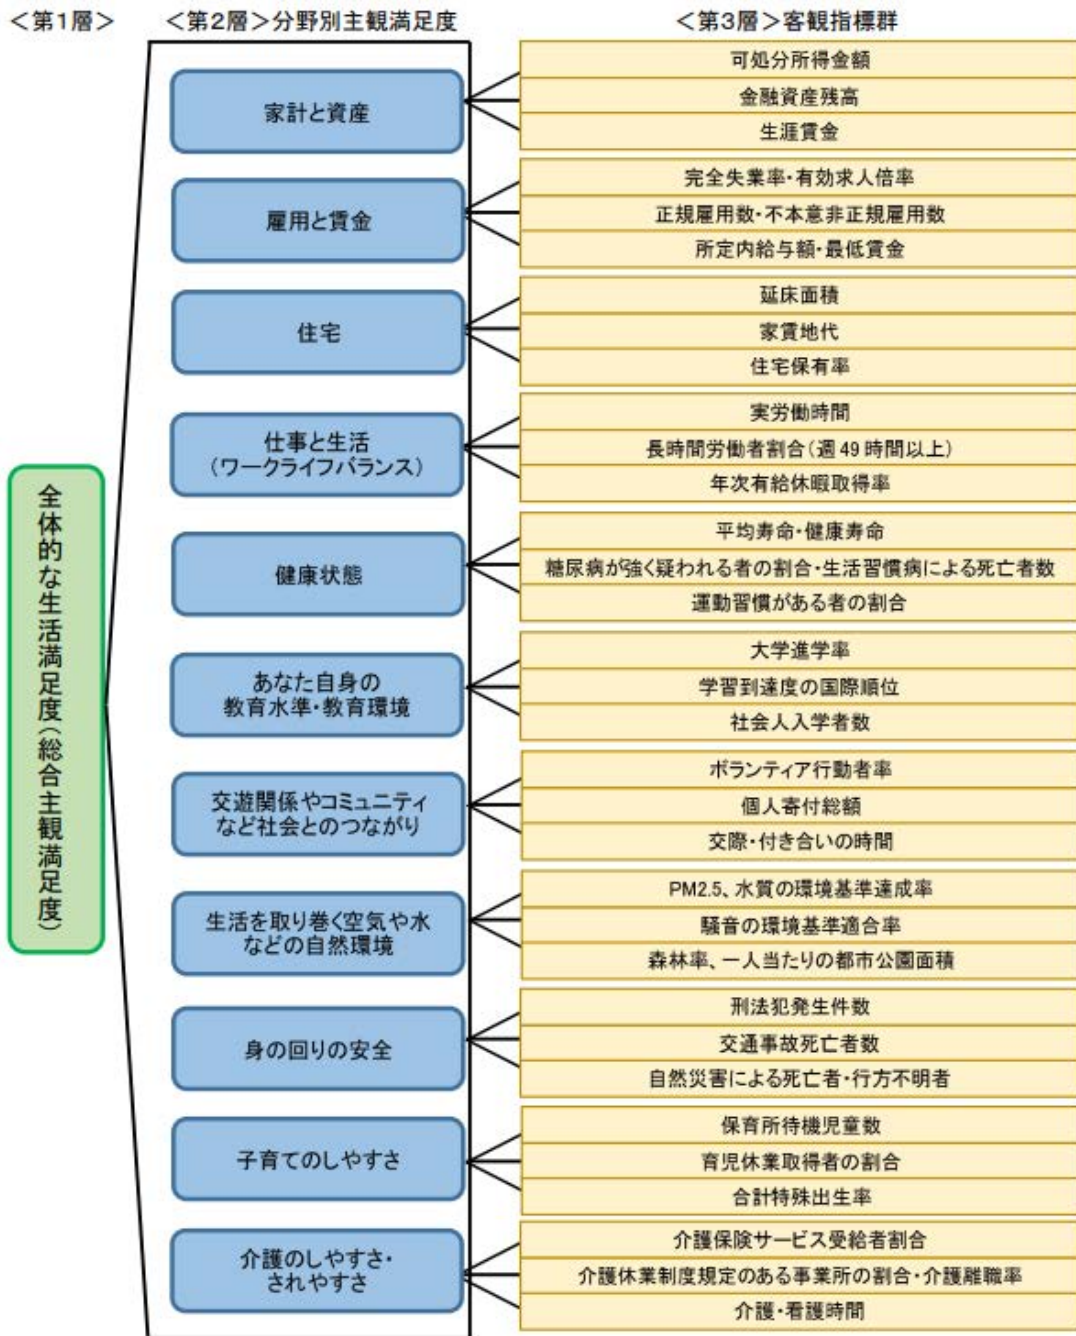 ＜第1層＞
＜第2層＞分野別主観満足度
＜第3層＞客観指標群
全体的な生活満足度(総合主観満足度)
家計と資産
可処分所得金額
金融資産残高
生涯賃金
雇用と賃金
完全失業率・有効求人倍率
正規雇用数・不本意非正規雇用数
所定内給与額・最低賃金
住宅
延床面積
家賃地代
住宅保有率
仕事と生活
(ワークライフバランス)
実労働時間
長時間労働者割合(週49時間以上)
年次有給休暇取得率
健康状態
平均寿命・健康寿命
糖尿病が強く疑われる者の割合・生活習慣病による死亡者数
運動習慣がある者の割合
あなた自身の
教育水準・教育環境
大学進学率
学習到達度の国際順位
社会人入学者数
交遊関係やコミュニティ
など社会とのつながり
ボランティア行動者率
個人寄付総額
交際・付き合いの時間
生活を取り巻く空気や水
などの自然環境
PM2.5、水質の環境基準達成率
騒音の環境基準適合率
森林率、一人当たりの都市公園面積
身の回りの安全
刑法犯発生件数
交通事故死亡者数
自然災害による死亡者・行方不明者
子育てのしやすさ
保育所待機児童数
育児休業取得者の割合
合計特殊出生率
介護のしやすさ・
されやすさ
介護保険サービス受給者割合
介護休業制度規定のある事業所の割合・介護離職率
介護・看護時間